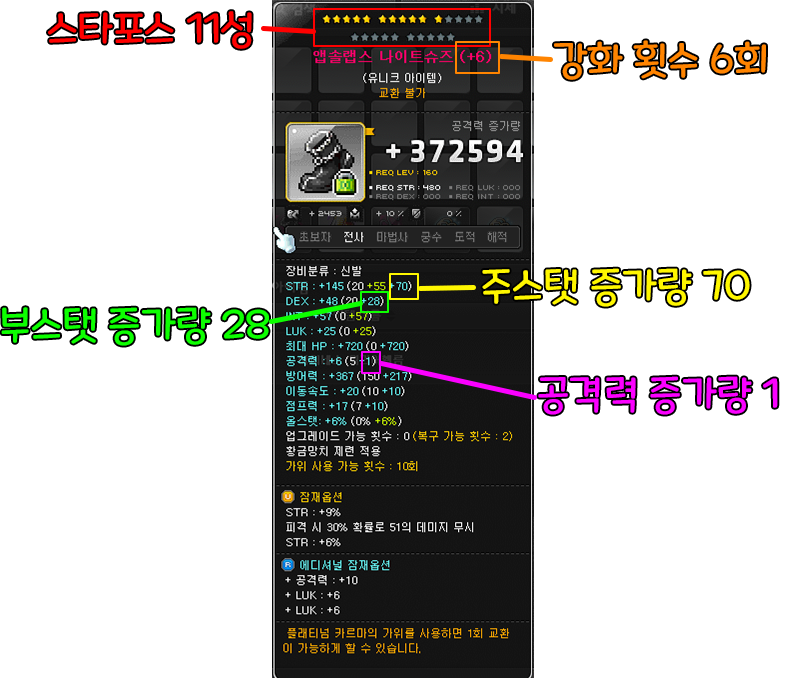 스타포스 11성
앱솔랩스 나이트슈즈 (+6)
강화 횟수 6회
(유니크 아이템)
교환 불가
공격력 증가량
+372594
REQ LEV : 160
REQ STR : 480 REQ LUK : 000
REQ DEX : 000 REQ INT : 000
+ 2453 + 10 % 0 %
초보자 전사 마법사 궁수 도적 해적
장비분류 : 신발
STR : +145 (20 +55 +70)
주스탯 증가량 70
DEX : +48 (20 +28)
부스탯 증가량 28
INT : +57 (0 +57)
LUK : +25 (0 +25)
최대 HP : +720 (0 +720)
공격력 : +6 (5 +1)
공격력 증가량 1
방어력 : +367 (150 +217)
이동속도 : +20 (10 +10)
점프력 : +17 (7 +10)
올스탯 : +6% (0% +6%)
업그레이드 가능 횟수 : 0 (복구 가능 횟수 : 2)
황금망치 제련 적용
가위 사용 가능 횟수 : 10회
잠재옵션
STR : +9%
피격 시 30% 확률로 51의 데미지 무시
STR : +6%
에디셔널 잠재옵션
+ 공격력 : +10
+ LUK : +6
+ LUK : +6
플래티넘 카르마의 가위를 사용하면 1회 교환
이 가능하게 할 수 있습니다.